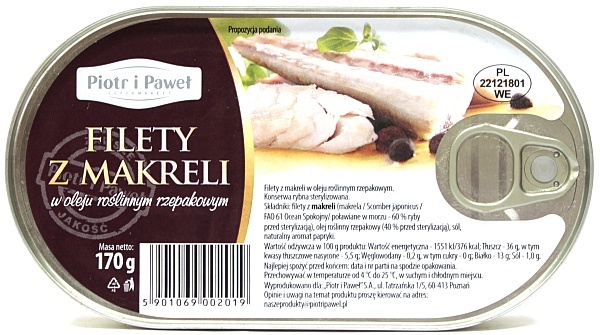 Propozycja podania
Piotr i Paweł
SUPERMARKET
PL
22121801
WE
FILETY
Z MAKRELI
w oleju roślinnym rzepakowym
Piotr i Paweł
JAKOŚĆ
Masa netto:
170 g
5 901069 002019
Filety z makreli w oleju roślinnym rzepakowym.
Konserwa rybna sterylizowana.
Składniki: filety z makreli (makrela / Scomber japonicus /
FAO 61 Ocean Spokojny/ poławiane w morzu - 60 % ryby
przed sterylizacją), olej roślinny rzepakowy (40 % przed sterylizacją), sól,
naturalny aromat papryki.
Wartość odżywcza w 100 g produktu: Wartość energetyczna - 1551 kJ/376 kcal; Tłuszcz - 36 g, w tym
kwasy tłuszczowe nasycone - 5,5 g; Węglowodany - 0,2 g, w tym cukry - 0 g; Białko - 13 g; Sól - 1,0 g.
Najlepiej spożyć przed końcem: data i nr partii na spodzie opakowania.
Przechowywać w temperaturze od 4 °C do 25 °C, w suchym i chłodnym miejscu.
Wyprodukowano dla „Piotr i Paweł" S.A., ul. Tatrzańska 1/5, 60-413 Poznań
Opinie i uwagi na temat produktu proszę kierować na adres:
naszeprodukty@piotripawel.pl